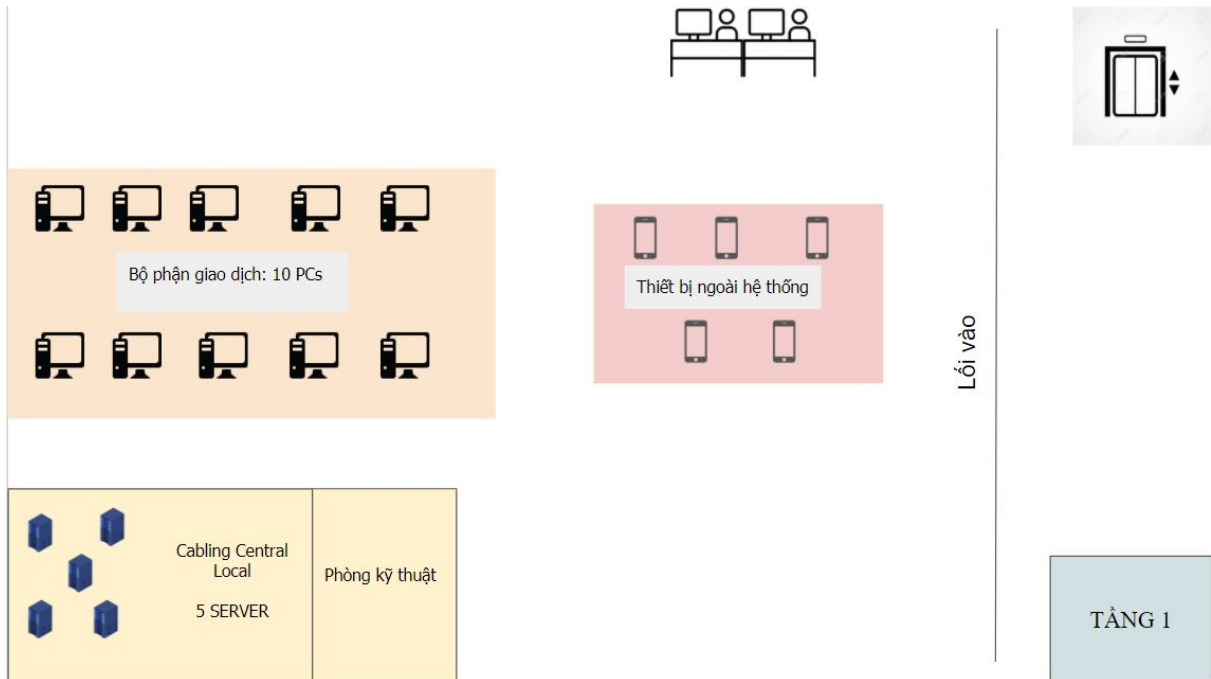 Bộ phận giao dịch: 10 PCs
Thiết bị ngoài hệ thống
Lối vào
Cabling Central
Local
5 SERVER
Phòng kỹ thuật
TẦNG 1